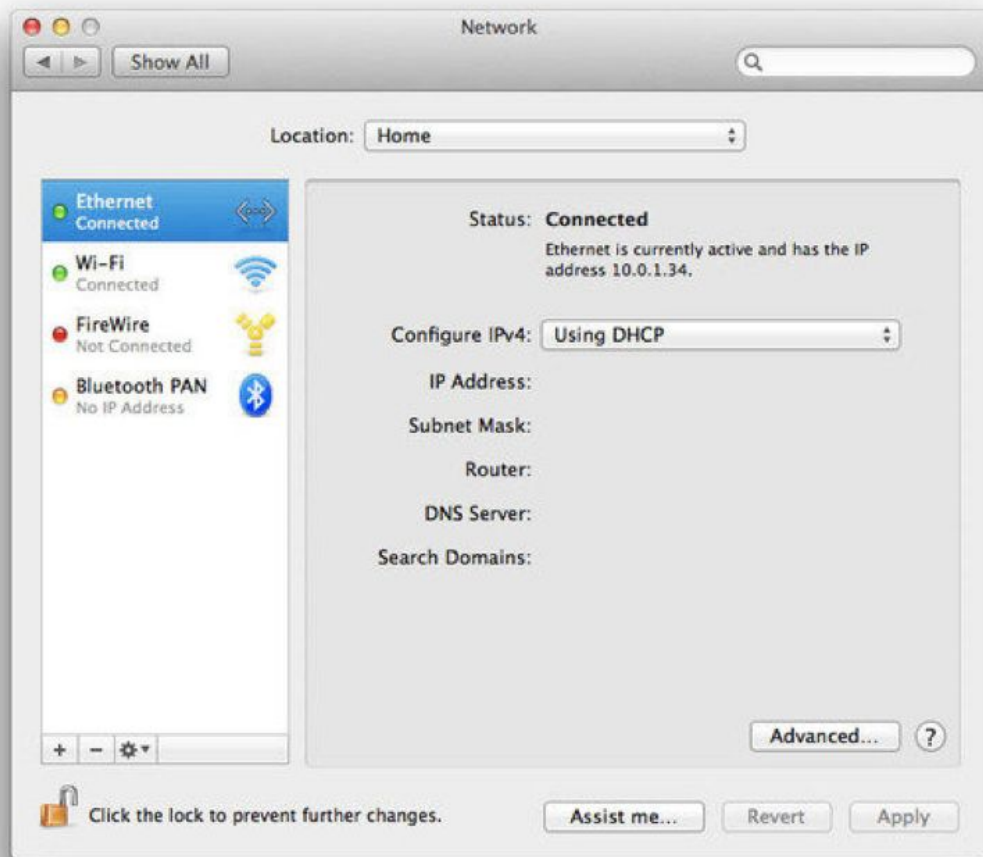 Network
Show All
Location: Home
Ethernet
Connected
Wi-Fi
Connected
FireWire
Not Connected
Bluetooth PAN
No IP Address
Status: Connected
Ethernet is currently active and has the IP
address 10.0.1.34.
Configure IPv4: Using DHCP
IP Address:
Subnet Mask:
Router:
DNS Server:
Search Domains:
Advanced... ?
+ −
Click the lock to prevent further changes.
Assist me... Revert Apply